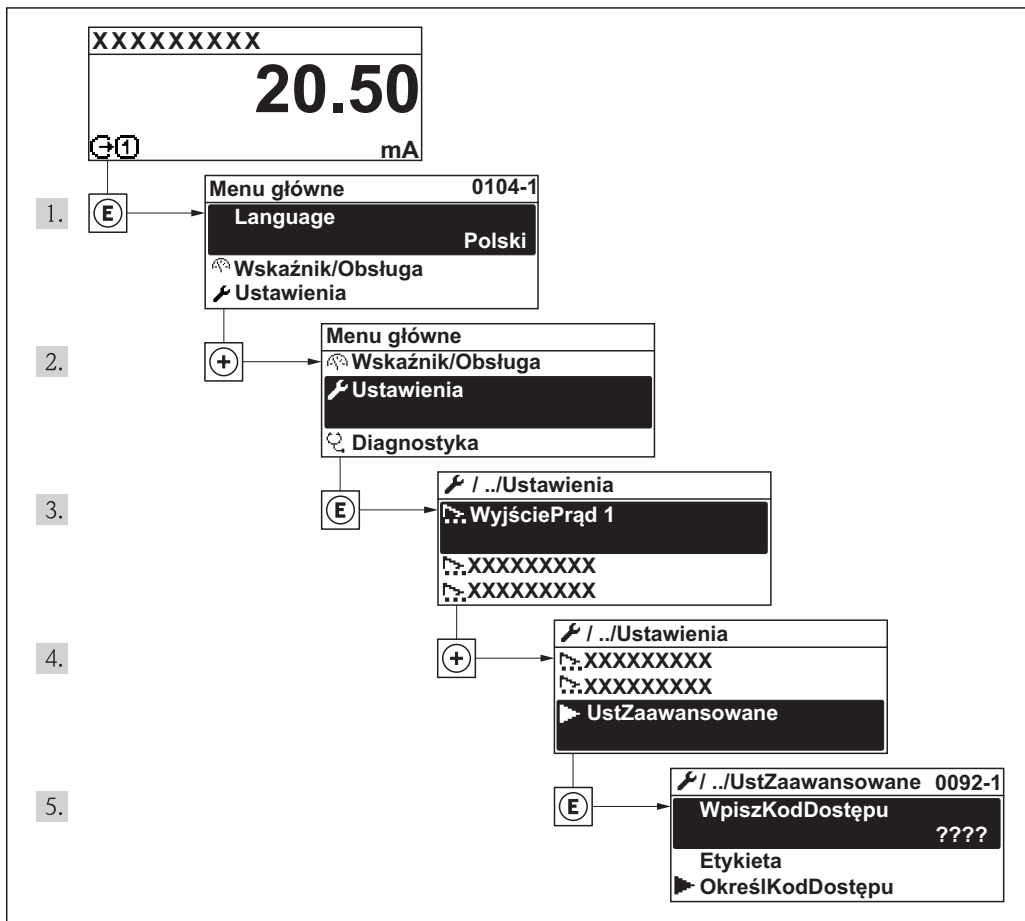 XXXXXXXXX
20.50
1 mA
1. E
Menu główne 0104-1
Language
Polski
Wskaźnik/Obsługa
Ustawienia
2. +
Menu główne
Wskaźnik/Obsługa
Ustawienia
Diagnostyka
3. E
/ ../Ustawienia
WyjściePrąd 1
XXXXXXXXX
XXXXXXXXX
4. +
/ ../Ustawienia
XXXXXXXXX
XXXXXXXXX
UstZaawansowane
5. E
/ ../UstZaawansowane 0092-1
WpiszKodDostępu
????
Etykieta
OkreślKodDostępu